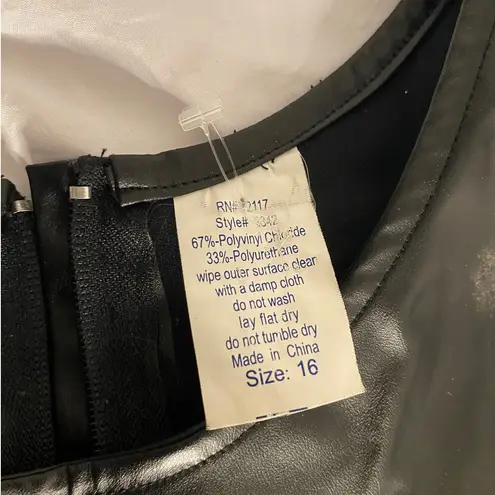 RN#
Style#
67%-Polyvinyl Chloride
33%-Polyurethane
wipe outer surface clean
with a damp cloth
do not wash
lay flat dry
do not tumble dry
Made in China
Size: 16